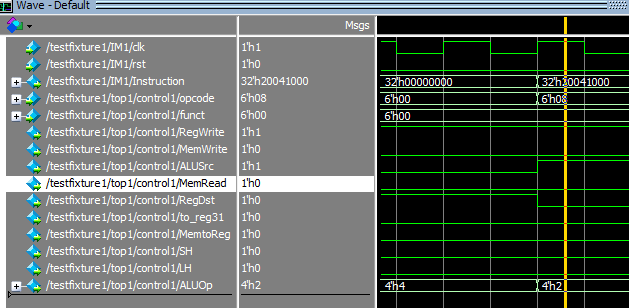 Wave - Default
Msgs
/testfixture1/IM1/clk 1'h1
/testfixture1/IM1/rst 1'h0
/testfixture1/IM1/Instruction 32'h20041000 32'h00000000 32'h20041000
/testfixture1/top1/control1/opcode 6'h08 6'h00 6'h08
/testfixture1/top1/control1/funct 6'h00 6'h00
/testfixture1/top1/control1/RegWrite 1'h1
/testfixture1/top1/control1/MemWrite 1'h0
/testfixture1/top1/control1/ALUSrc 1'h1
/testfixture1/top1/control1/MemRead 1'h0
/testfixture1/top1/control1/RegDst 1'h0
/testfixture1/top1/control1/to_reg31 1'h0
/testfixture1/top1/control1/MemtoReg 1'h0
/testfixture1/top1/control1/SH 1'h0
/testfixture1/top1/control1/LH 1'h0
/testfixture1/top1/control1/ALUOp 4'h2 4'h4 4'h2